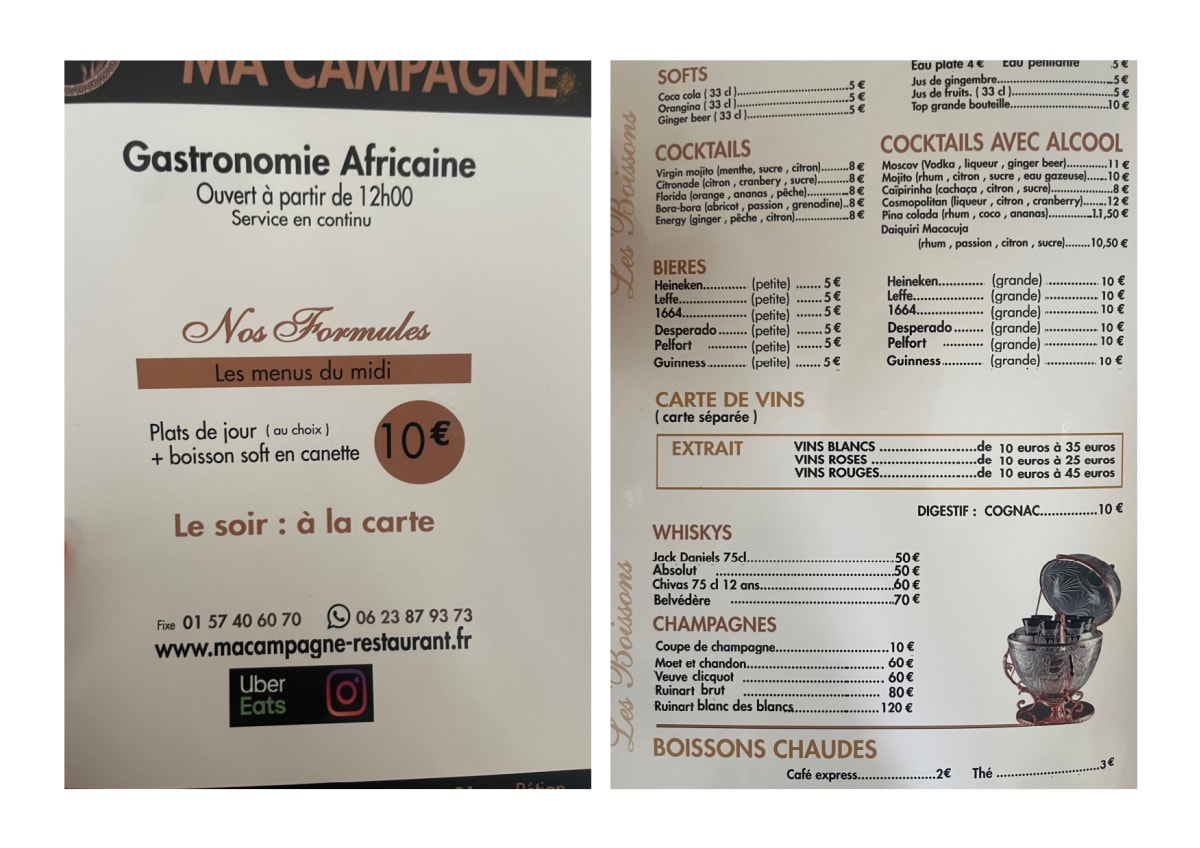 MA CAMPAGNE
Gastronomie Africaine
Ouvert à partir de 12h00
Service en continu
Nos Formules
Les menus du midi
Plats de jour ( au choix )
+ boisson soft en canette
10€
Le soir : à la carte
Fixe 01 57 40 60 70 06 23 87 93 73
www.macampagne-restaurant.fr
Uber
Eats
Les Boissons
SOFTS
Coca cola ( 33 cl )..........5 €
Orangina ( 33 cl )..........5 €
Ginger beer ( 33 cl )..........5 €
Eau plate 4 € Eau pétillante .5 €
Jus de gingembre..........5 €
Jus de fruits. ( 33 cl )..........5 €
Top grande bouteille..........10 €
COCKTAILS
Virgin mojito (menthe, sucre , citron)........8 €
Citronade (citron , cranbery , sucre)........8 €
Florida (orange , ananas , pêche)........8 €
Bora-bora (abricot , passion , grenadine)..8 €
Energy (ginger , pêche , citron)..........8 €
COCKTAILS AVEC ALCOOL
Moscov (Vodka , liqueur , ginger beer)..........11 €
Mojito (rhum , citron , sucre , eau gazeuse)......10 €
Caïpirinha (cachaça , citron , sucre)..........8 €
Cosmopolitan (liqueur , citron , cranberry).......12 €
Pina colada (rhum , coco , ananas)..........11,50 €
Daiquiri Macacuja
(rhum , passion , citron , sucre)........10,50 €
BIERES
Heineken........... (petite) ....... 5 €
Leffe................. (petite) ....... 5 €
1664................ (petite) ....... 5 €
Desperado ....... (petite) ....... 5 €
Pelfort .......... (petite) ....... 5 €
Guinness........... (petite) ....... 5 €
Heineken........... (grande) ............. 10 €
Leffe.................. (grande) ............. 10 €
1664................ (grande) ............. 10 €
Desperado ........ (grande) ............. 10 €
Pelfort ........... (grande) ............. 10 €
Guinness........... (grande) ............. 10 €
CARTE DE VINS
( carte séparée )
EXTRAIT
VINS BLANCS ..........de 10 euros à 35 euros
VINS ROSES ..........de 10 euros à 25 euros
VINS ROUGES..........de 10 euros à 45 euros
DIGESTIF : COGNAC..............10 €
Les Boissons
WHISKYS
Jack Daniels 75cl..........50 €
Absolut ..........50 €
Chivas 75 cl 12 ans..........60 €
Belvédère ..........70 €
CHAMPAGNES
Coupe de champagne..........10 €
Moet et chandon..........60 €
Veuve clicquot ..........60 €
Ruinart brut ..........80 €
Ruinart blanc des blancs..........120 €
BOISSONS CHAUDES
Café express..........2€ Thé ..........3€